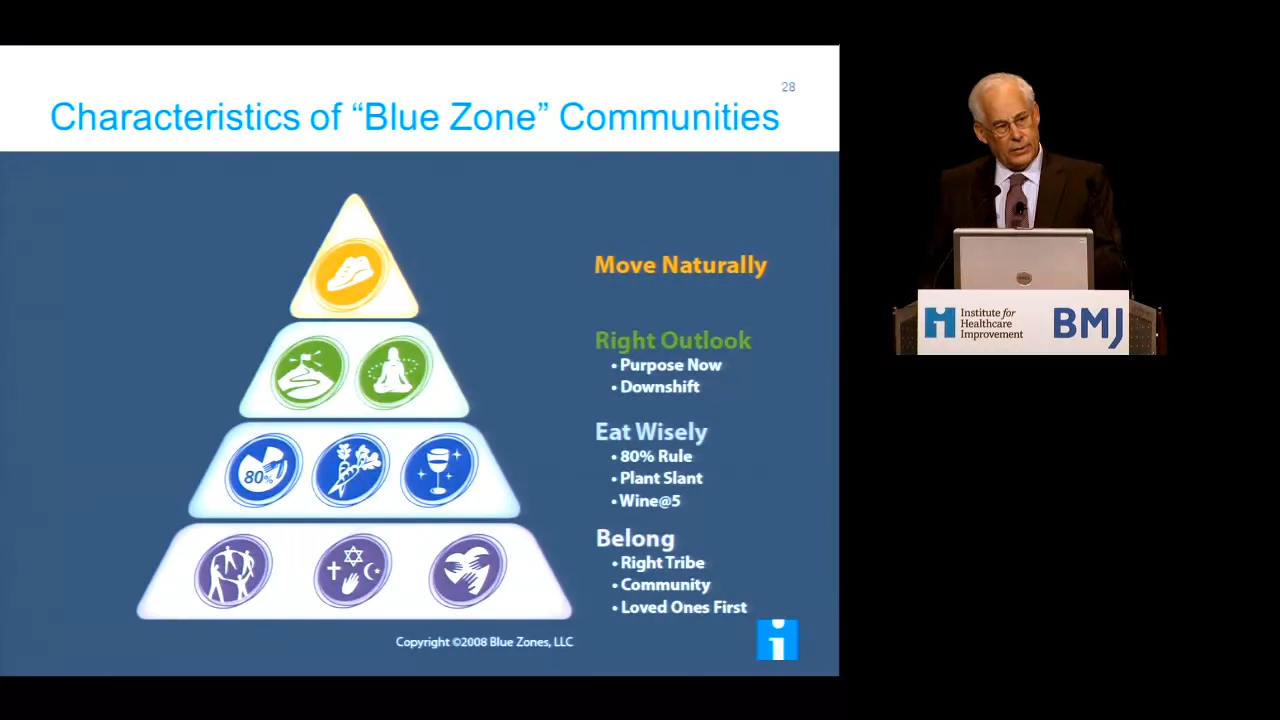 28
Characteristics of “Blue Zone” Communities
Move Naturally
Right Outlook
• Purpose Now
• Downshift
80%
Eat Wisely
• 80% Rule
• Plant Slant
• Wine@5
Belong
• Right Tribe
• Community
• Loved Ones First
Copyright ©2008 Blue Zones, LLC
i
Institute for
Healthcare
Improvement
BMJ